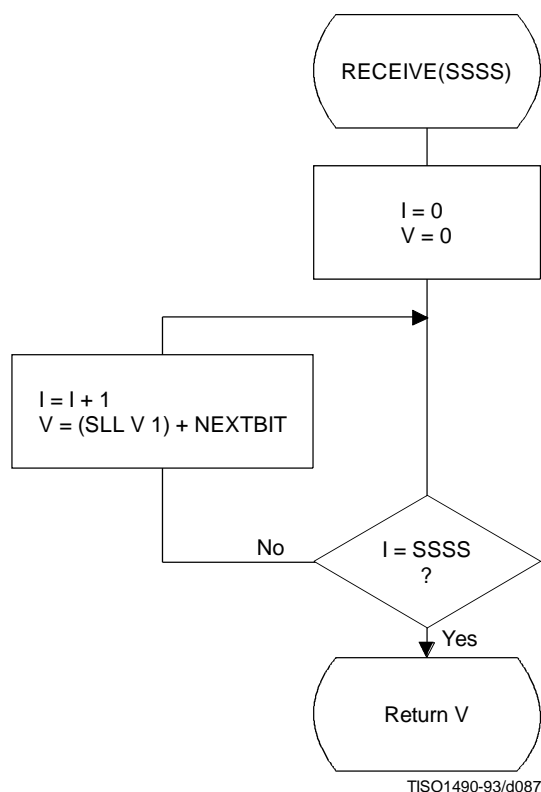 RECEIVE(SSSS)
I = 0
V = 0
I = I + 1
V = (SLL V 1) + NEXTBIT
No
I = SSSS
?
Yes
Return V
TISO1490-93/d087